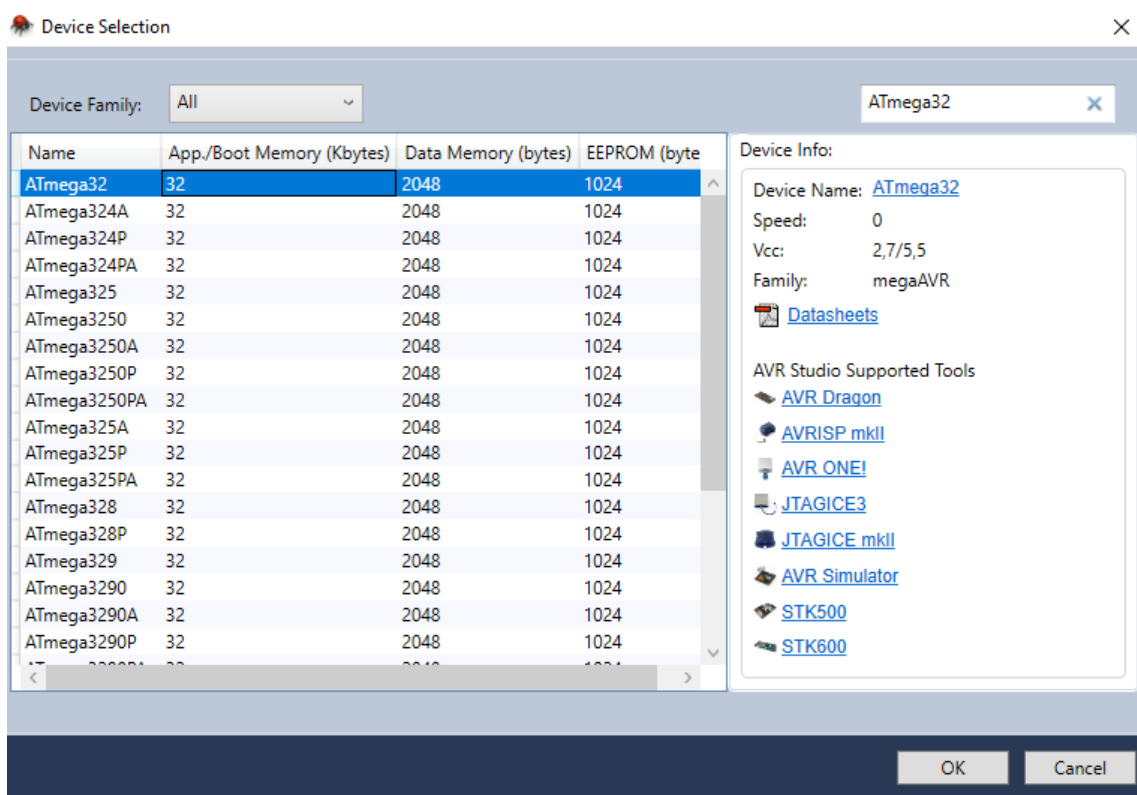 Device Selection
Device Family: All ATmega32
Name App./Boot Memory (Kbytes) Data Memory (bytes) EEPROM (byte
ATmega32 32 2048 1024
ATmega324A 32 2048 1024
ATmega324P 32 2048 1024
ATmega324PA 32 2048 1024
ATmega325 32 2048 1024
ATmega3250 32 2048 1024
ATmega3250A 32 2048 1024
ATmega3250P 32 2048 1024
ATmega3250PA 32 2048 1024
ATmega325A 32 2048 1024
ATmega325P 32 2048 1024
ATmega325PA 32 2048 1024
ATmega328 32 2048 1024
ATmega328P 32 2048 1024
ATmega329 32 2048 1024
ATmega3290 32 2048 1024
ATmega3290A 32 2048 1024
ATmega3290P 32 2048 1024
Device Info:
Device Name: ATmega32
Speed: 0
Vcc: 2,7/5,5
Family: megaAVR
Datasheets
AVR Studio Supported Tools
AVR Dragon
AVRISP mkII
AVR ONE!
JTAGICE3
JTAGICE mkII
AVR Simulator
STK500
STK600
OK Cancel